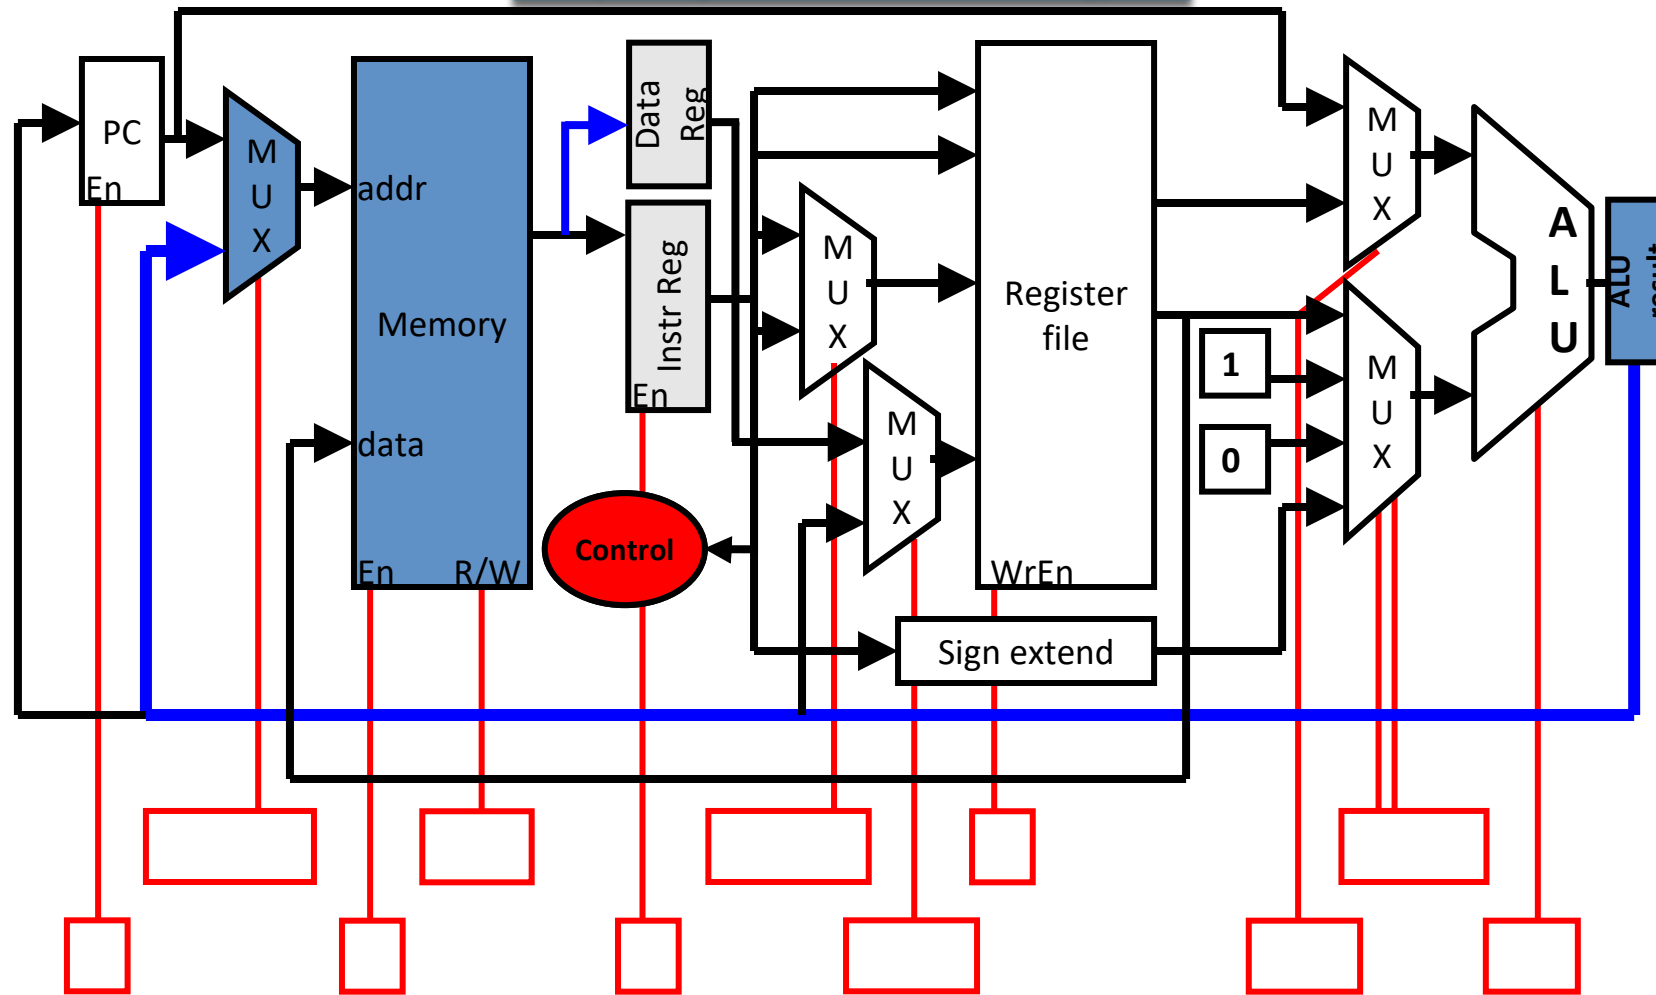 PC
En
M
U
X
addr
Memory
data
En
R/W
Data
Reg
Instr Reg
En
Control
M
U
X
M
U
X
Register
file
WrEn
Sign extend
M
U
X
1
0
M
U
X
A
L
U
ALU
result